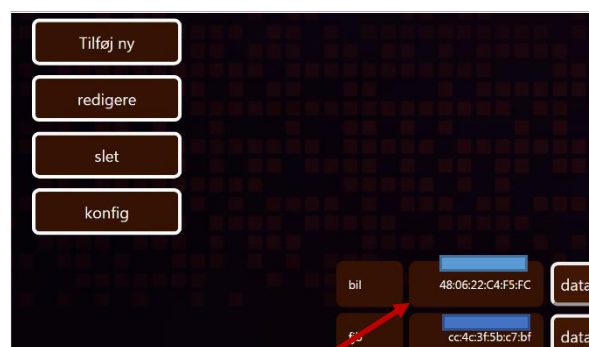 Tilføj ny
redigere
slet
konfig
bil 48:06:22:C4:F5:FC data
cc:4c:3f:5b:c7:bf data